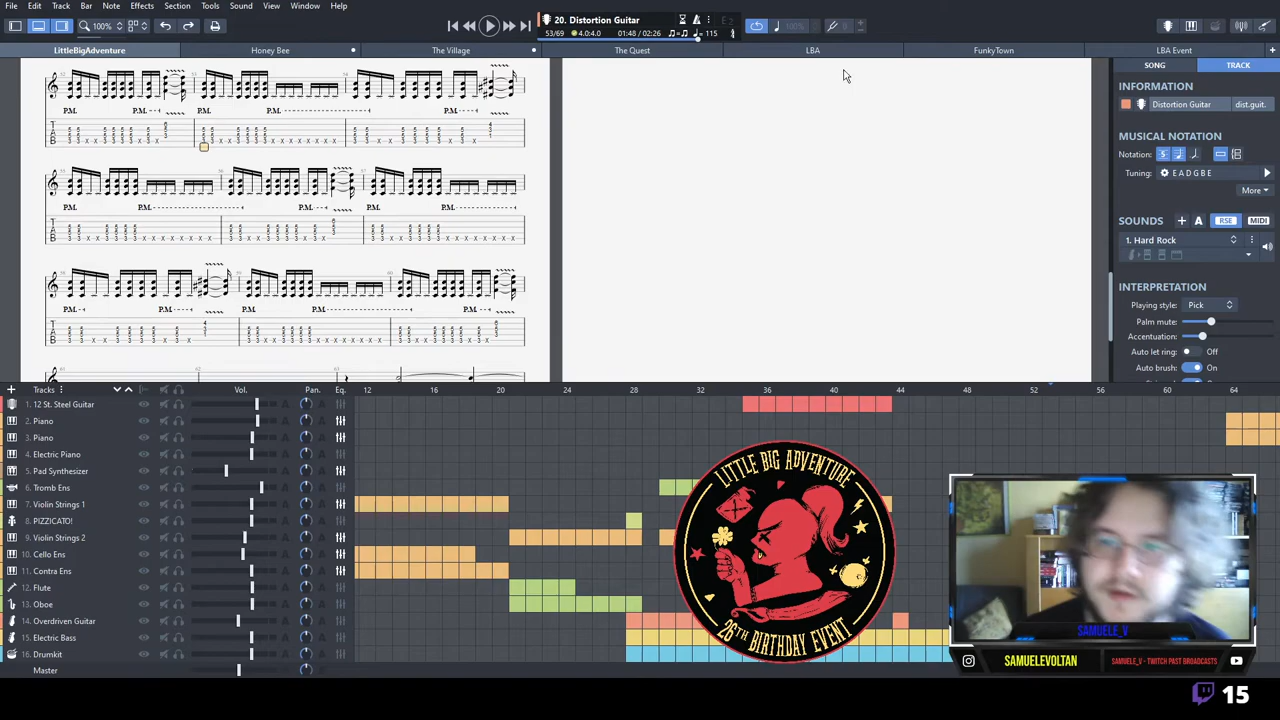 File Edit Track Bar Note Effects Section Tools Sound View Window Help
100%
20. Distortion Guitar
53/69 4.0:4.0 01:48 / 02:26 = 115
100% 0
LittleBigAdventure Honey Bee The Village The Quest LBA FunkyTown LBA Event
SONG TRACK
INFORMATION
Distortion Guitar dist.guit.
MUSICAL NOTATION
Notation:
Tuning: E A D G B E
More
SOUNDS A RSE MIDI
1. Hard Rock
INTERPRETATION
Playing style: Pick
Palm mute:
Accentuation:
Auto let ring: Off
Auto brush: On
P.M. P.M. P.M. P.M. P.M.
P.M. P.M. P.M. P.M. P.M.
P.M. P.M. P.M. P.M. P.M.
Tracks Vol. Pan. Eq. 12 16 20 24 28 32 36 40 44 48 52 56 60 64
1. 12 St. Steel Guitar
2. Piano
3. Piano
4. Electric Piano
5. Pad Synthesizer
6. Tromb Ens
7. Violin Strings 1
8. PIZZICATO!
9. Violin Strings 2
10. Cello Ens
11. Contra Ens
12. Flute
13. Oboe
14. Overdriven Guitar
15. Electric Bass
16. Drumkit
Master
LITTLE BIG ADVENTURE
26TH BIRTHDAY EVENT
SAMUELE_V
SAMUELEVOLTAN SAMUELE_V - TWITCH PAST BROADCASTS
15